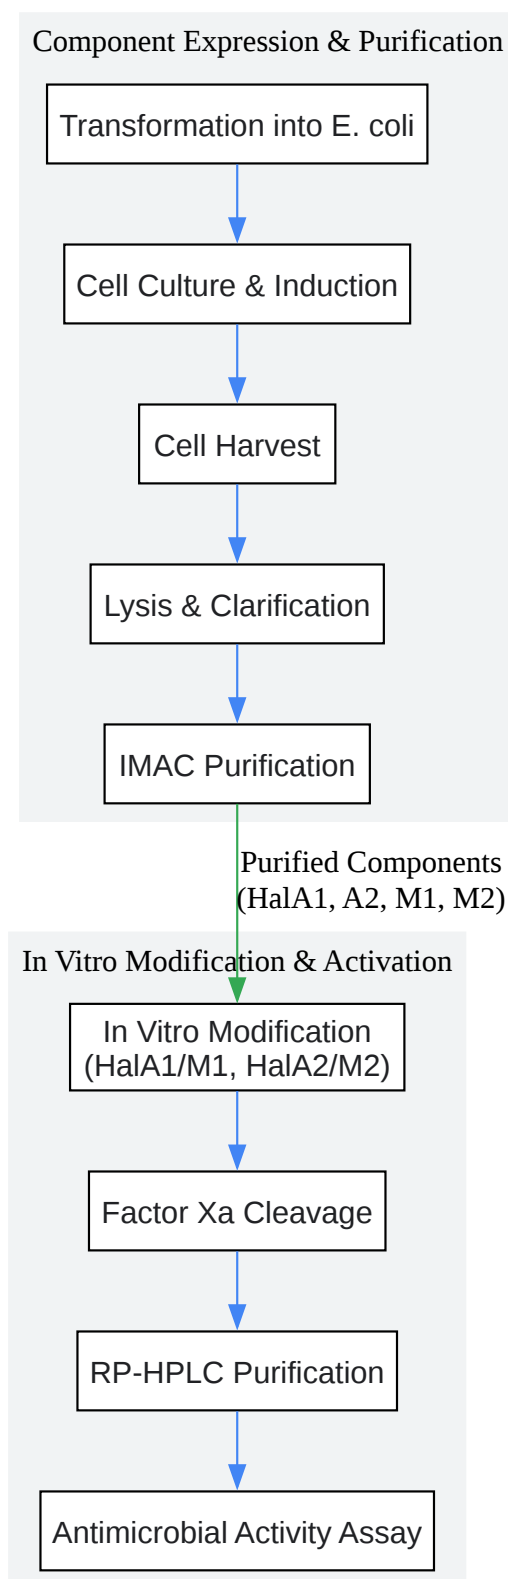 Component Expression & Purification
Transformation into E. coli
Cell Culture & Induction
Cell Harvest
Lysis & Clarification
IMAC Purification
Purified Components
(HalA1, A2, M1, M2)
In Vitro Modification & Activation
In Vitro Modification
(HalA1/M1, HalA2/M2)
Factor Xa Cleavage
RP-HPLC Purification
Antimicrobial Activity Assay